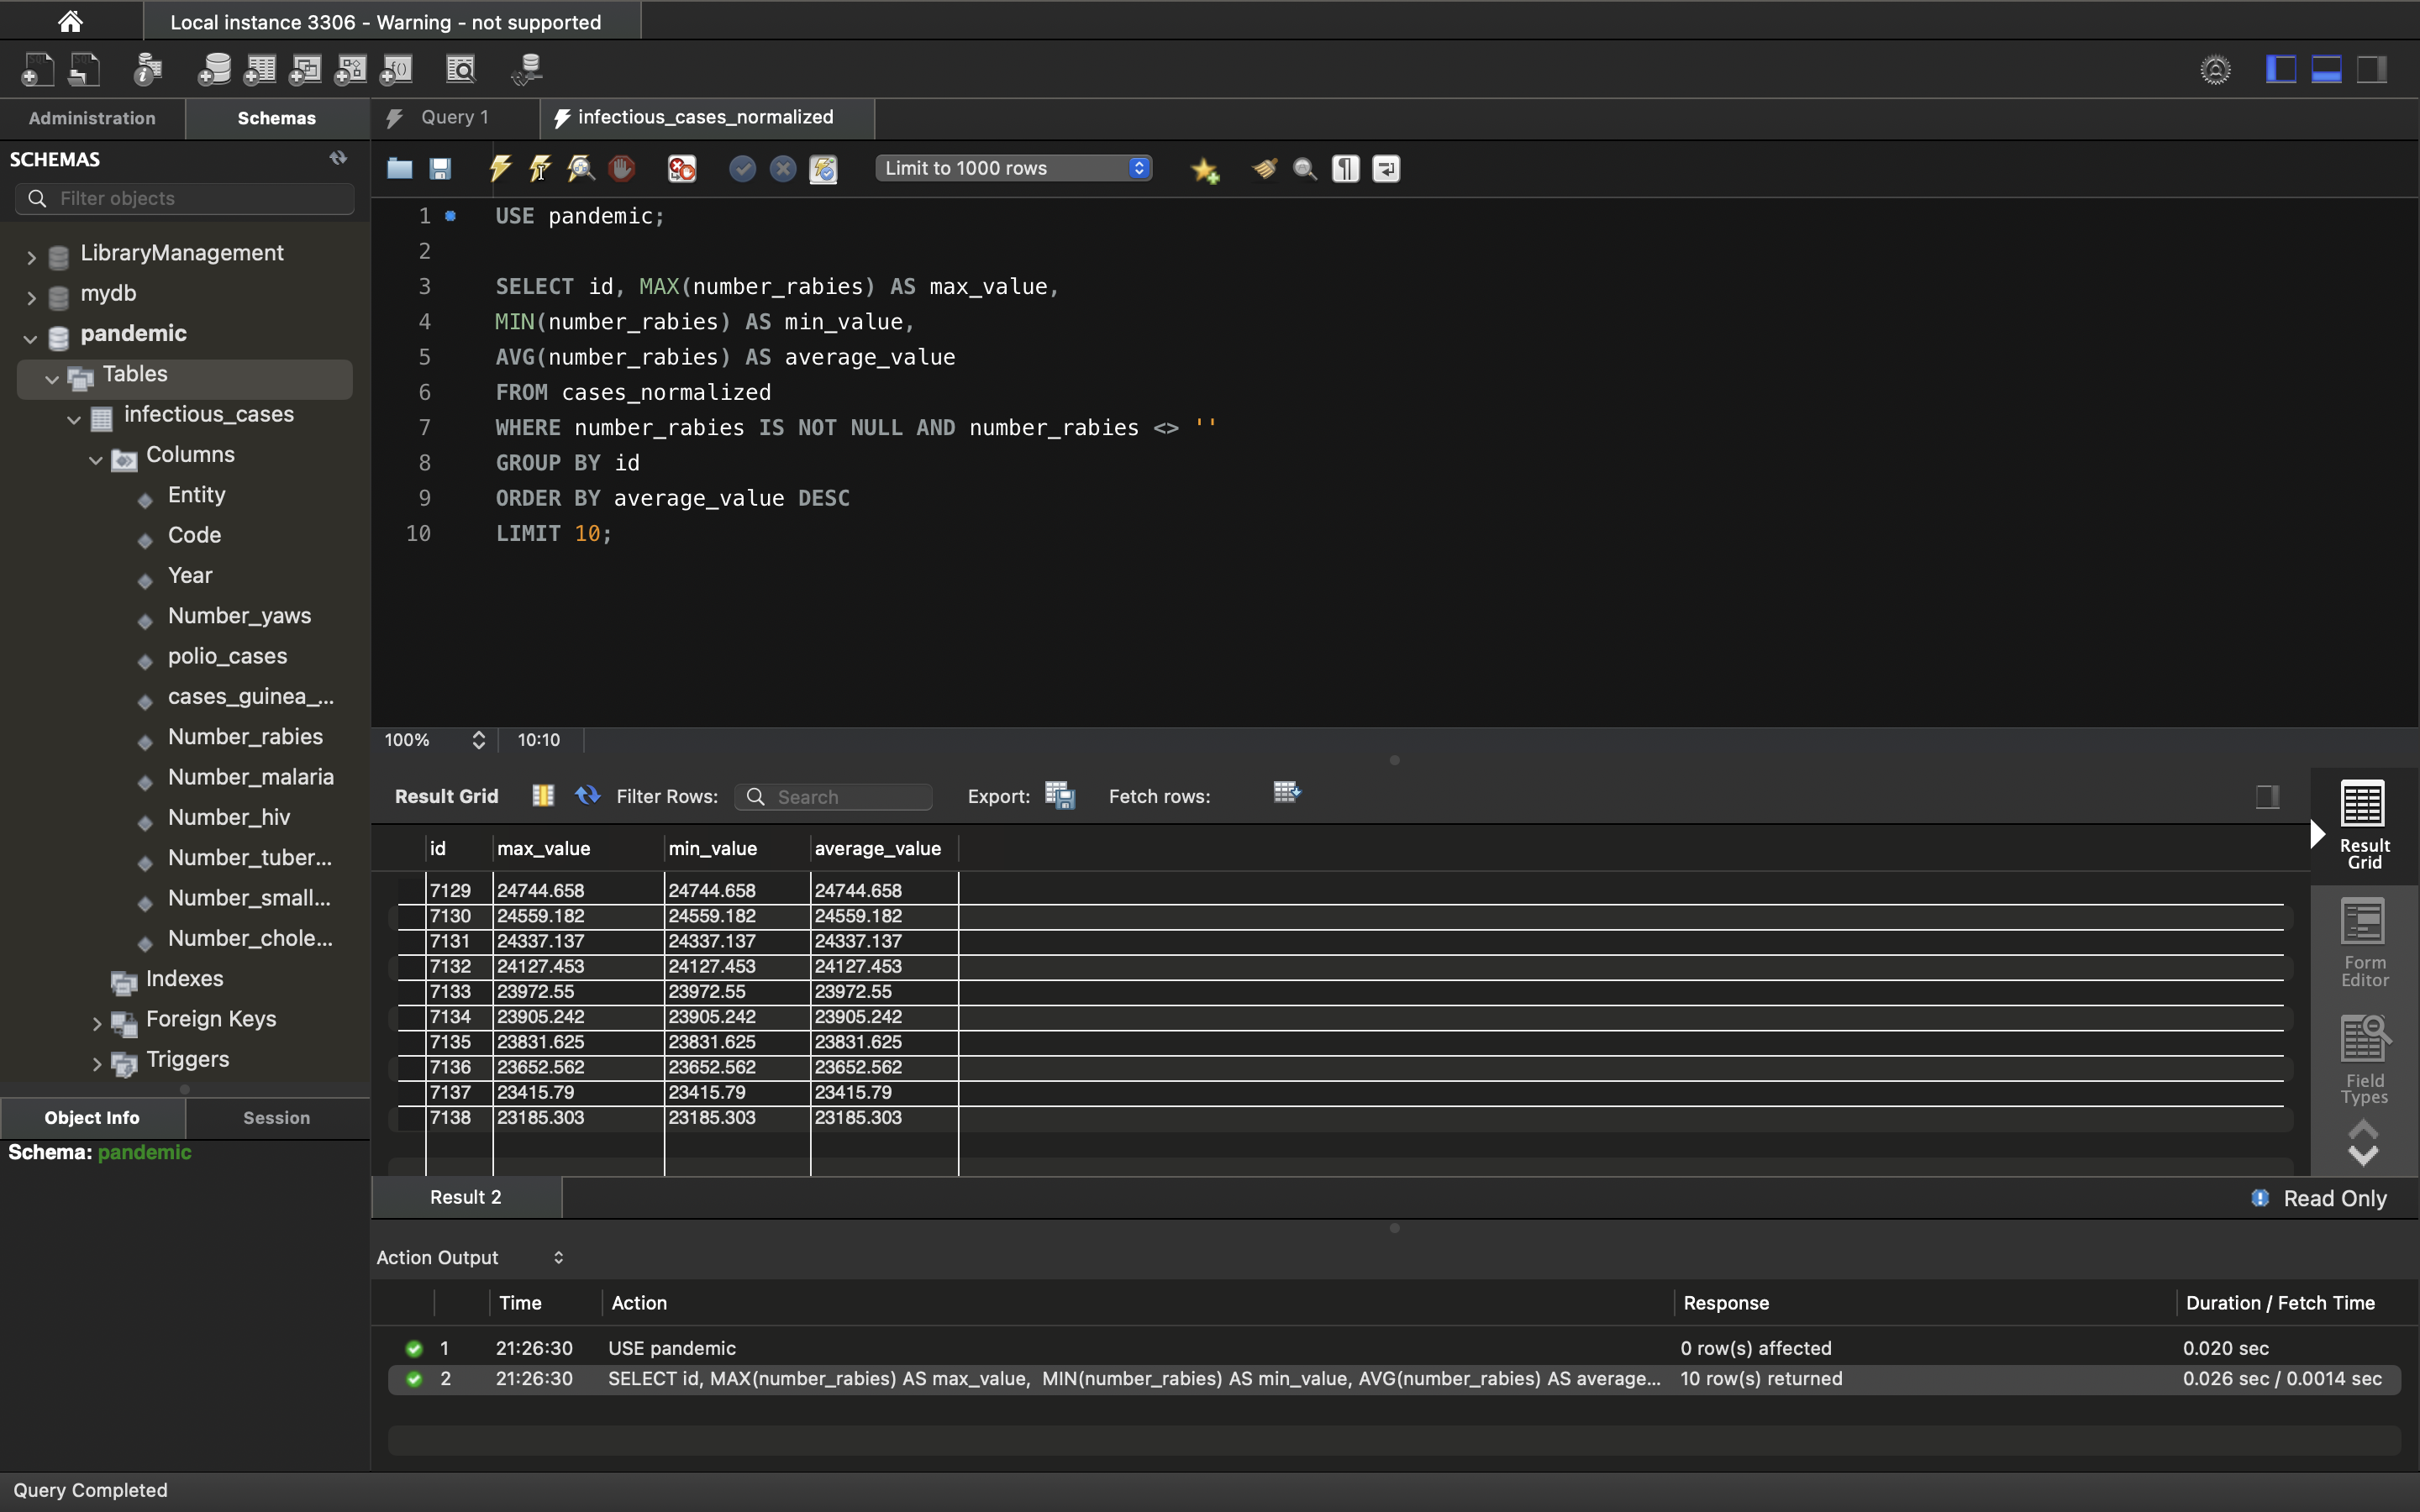 Local instance 3306 - Warning - not supported
Administration
Schemas
Query 1
infectious_cases_normalized
SCHEMAS
Filter objects
Limit to 1000 rows
LibraryManagement
mydb
pandemic
Tables
infectious_cases
Columns
Entity
Code
Year
Number_yaws
polio_cases
cases_guinea_...
Number_rabies
Number_malaria
Number_hiv
Number_tuber...
Number_small...
Number_chole...
Indexes
Foreign Keys
Triggers
Object Info
Session
Schema: pandemic
1 USE pandemic;
2
3 SELECT id, MAX(number_rabies) AS max_value,
4 MIN(number_rabies) AS min_value,
5 AVG(number_rabies) AS average_value
6 FROM cases_normalized
7 WHERE number_rabies IS NOT NULL AND number_rabies <> ''
8 GROUP BY id
9 ORDER BY average_value DESC
10 LIMIT 10;
100% 10:10
Result Grid Filter Rows: Search Export: Fetch rows:
id max_value min_value average_value
7129 24744.658 24744.658 24744.658
7130 24559.182 24559.182 24559.182
7131 24337.137 24337.137 24337.137
7132 24127.453 24127.453 24127.453
7133 23972.55 23972.55 23972.55
7134 23905.242 23905.242 23905.242
7135 23831.625 23831.625 23831.625
7136 23652.562 23652.562 23652.562
7137 23415.79 23415.79 23415.79
7138 23185.303 23185.303 23185.303
Result
Grid
Form
Editor
Field
Types
Result 2
Read Only
Action Output
Time Action Response Duration / Fetch Time
1 21:26:30 USE pandemic 0 row(s) affected 0.020 sec
2 21:26:30 SELECT id, MAX(number_rabies) AS max_value, MIN(number_rabies) AS min_value, AVG(number_rabies) AS average... 10 row(s) returned 0.026 sec / 0.0014 sec
Query Completed